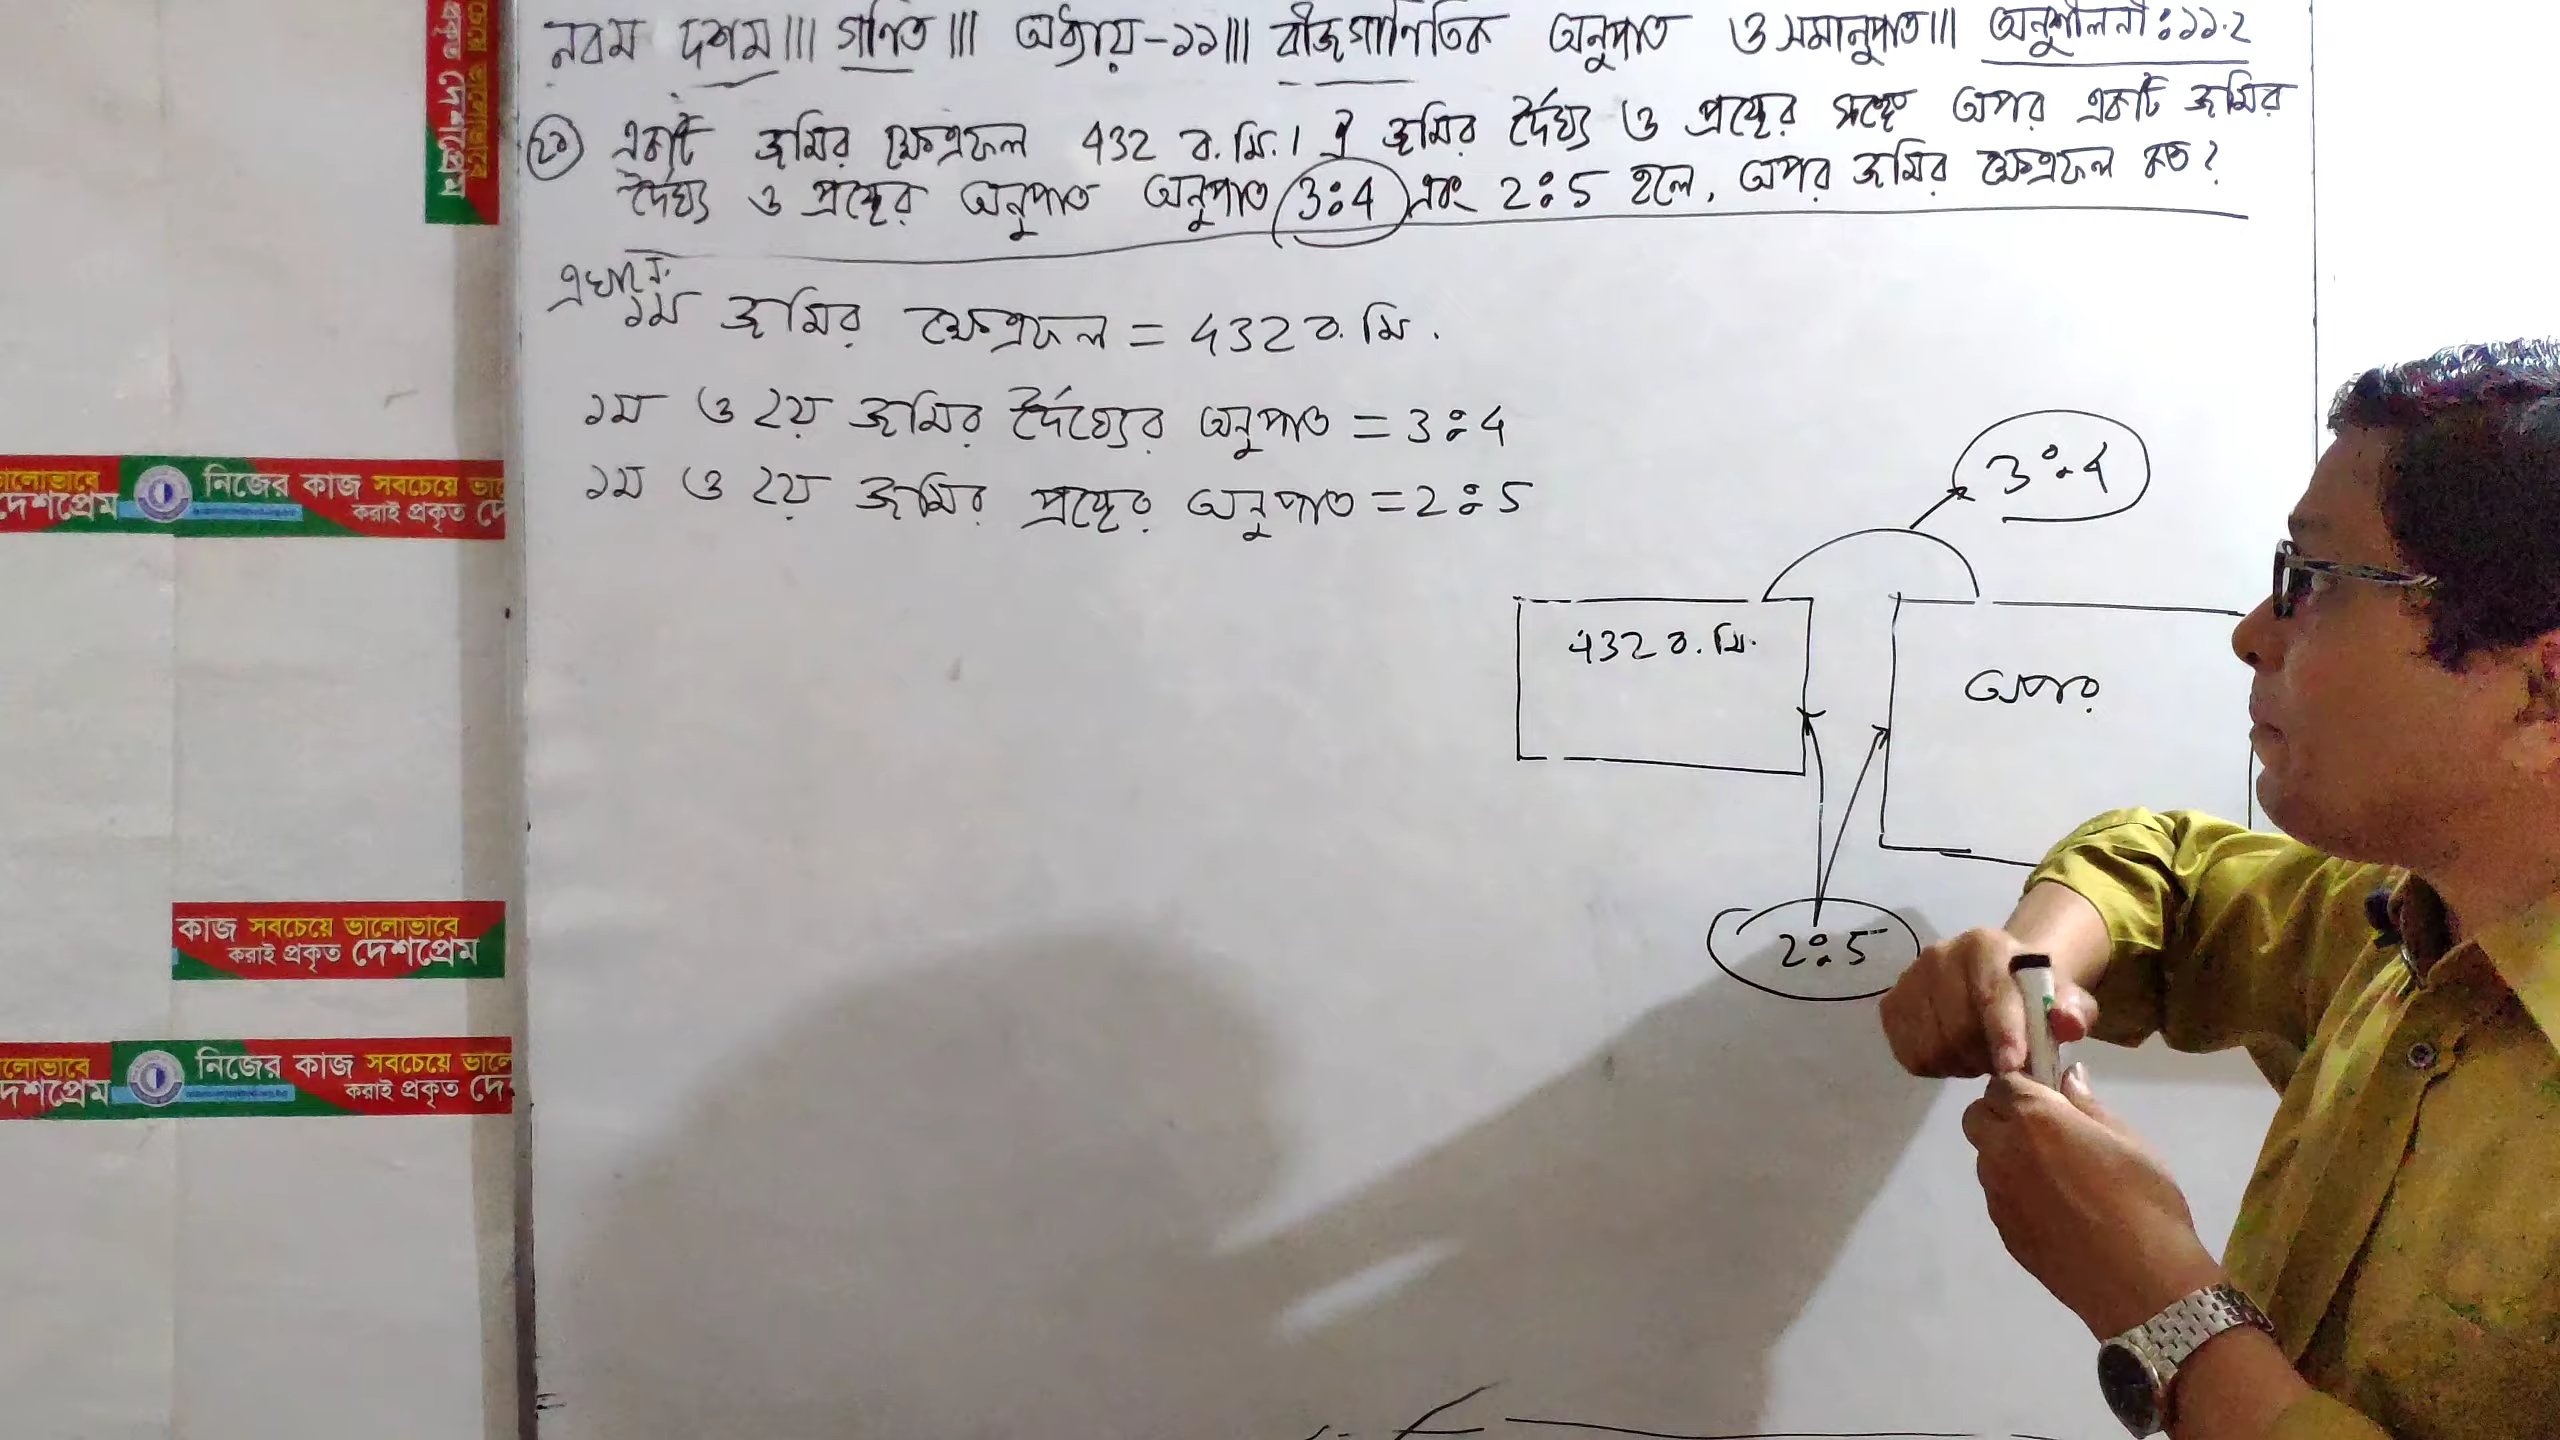 নবম দশম ||| গণিত ||| অধ্যায়-১১ ||| বীজগাণিতিক অনুপাত ও সমানুপাত ||| অনুশীলনী: ১১.২
একটি জমির ক্ষেত্রফল 432 ব. মি. । ঐ জমির দৈর্ঘ্য ও প্রস্থের সঙ্গে অপর একটি জমির
দৈর্ঘ্য ও প্রস্থের অনুপাত অনুপাত 3:4 এবং 2:5 হলে, অপর জমির ক্ষেত্রফল কত?
এখানে,
১ম জমির ক্ষেত্রফল = 432 ব. মি.
১ম ও ২য় জমির দৈর্ঘ্যের অনুপাত = 3:4
১ম ও ২য় জমির প্রস্থের অনুপাত = 2:5
3:4
432 ব. মি.
অপর
2:5
নিজের কাজ সবচেয়ে
করাই প্রকৃত
দেশপ্রেম
কাজ সবচেয়ে ভালোভাবে
করাই প্রকৃত দেশপ্রেম
নিজের কাজ সবচেয়ে
করাই প্রকৃত
প্রকৃত দেশপ্রেম